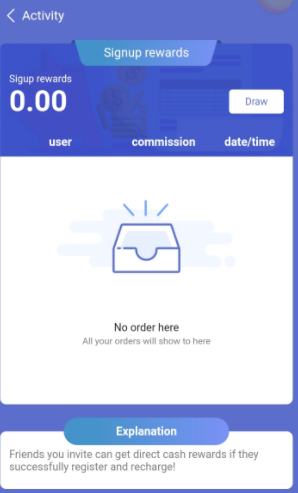 Activity
Signup rewards
Sigup rewards
0.00
Draw
user commission date/time
No order here
All your orders will show to here
Explanation
Friends you invite can get direct cash rewards if they
successfully register and recharge!